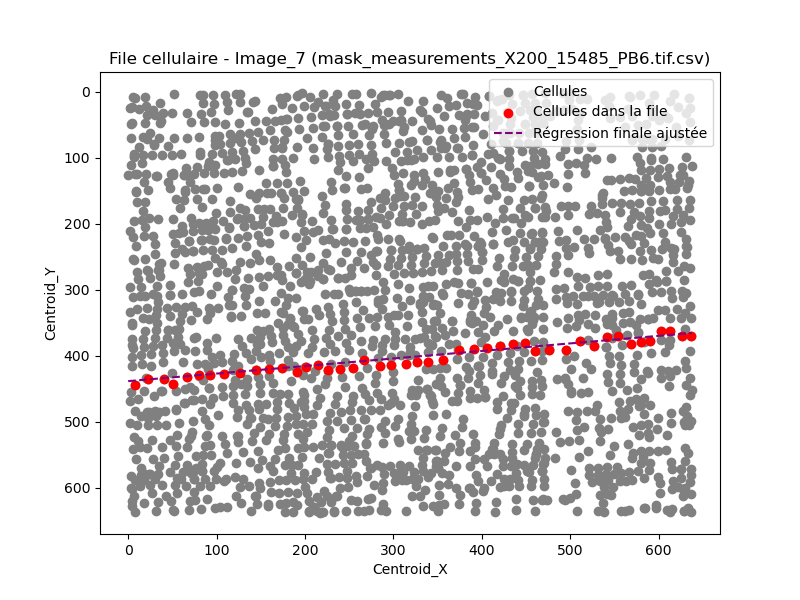 File cellulaire - Image_7 (mask_measurements_X200_15485_PB6.tif.csv)
Cellules
Cellules dans la file
Régression finale ajustée
Centroid_Y
0
100
200
300
400
500
600
0 100 200 300 400 500 600
Centroid_X